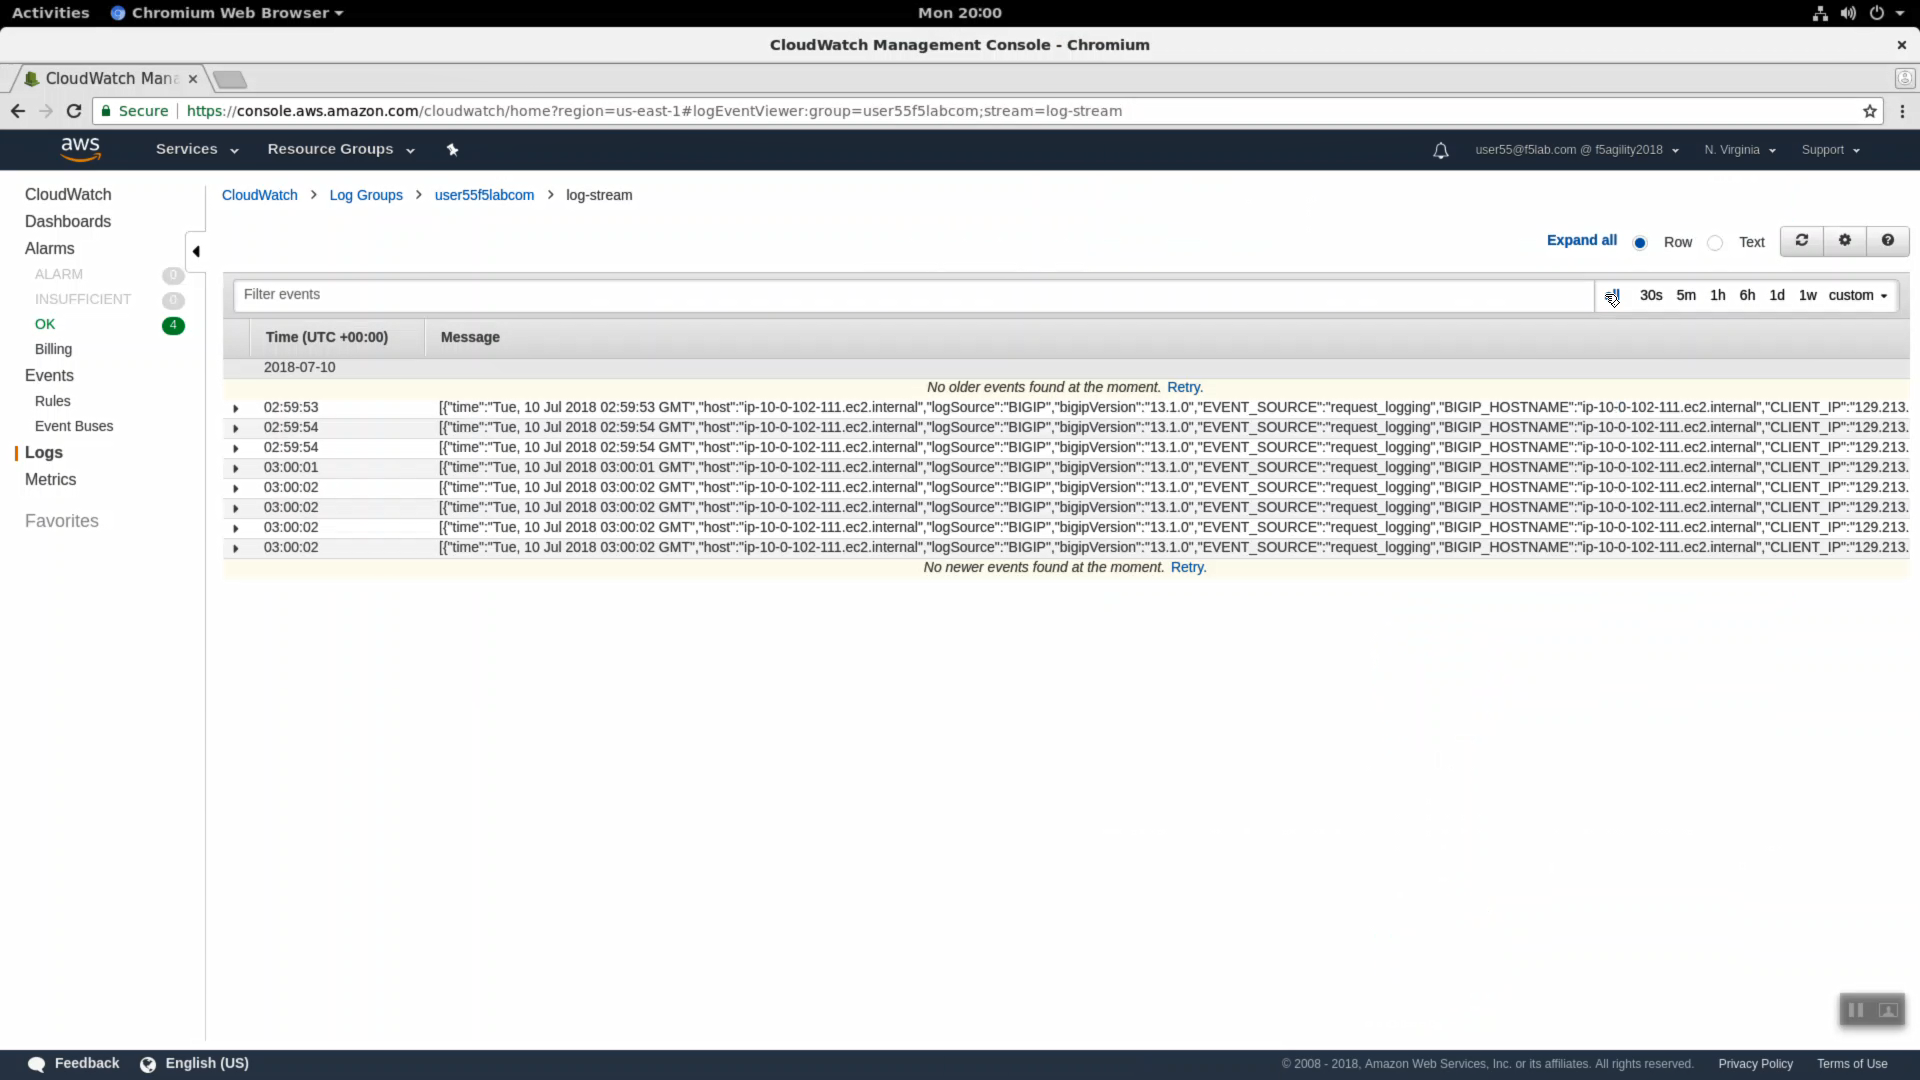 Activities Chromium Web Browser Mon 20:00
CloudWatch Management Console - Chromium
CloudWatch Mana
Secure https://console.aws.amazon.com/cloudwatch/home?region=us-east-1#logEventViewer:group=user55f5labcom;stream=log-stream
aws Services Resource Groups user55@f5lab.com @ f5agility2018 N. Virginia Support
CloudWatch
Dashboards
Alarms
ALARM 0
INSUFFICIENT 0
OK 4
Billing
Events
Rules
Event Buses
Logs
Metrics
Favorites
CloudWatch > Log Groups > user55f5labcom > log-stream
Expand all Row Text
Filter events 30s 5m 1h 6h 1d 1w custom
Time (UTC +00:00) Message
2018-07-10
No older events found at the moment. Retry.
02:59:53 [{"time":"Tue, 10 Jul 2018 02:59:53 GMT","host":"ip-10-0-102-111.ec2.internal","logSource":"BIGIP","bigipVersion":"13.1.0","EVENT_SOURCE":"request_logging","BIGIP_HOSTNAME":"ip-10-0-102-111.ec2.internal","CLIENT_IP":"129.213.
02:59:54 [{"time":"Tue, 10 Jul 2018 02:59:54 GMT","host":"ip-10-0-102-111.ec2.internal","logSource":"BIGIP","bigipVersion":"13.1.0","EVENT_SOURCE":"request_logging","BIGIP_HOSTNAME":"ip-10-0-102-111.ec2.internal","CLIENT_IP":"129.213.
02:59:54 [{"time":"Tue, 10 Jul 2018 02:59:54 GMT","host":"ip-10-0-102-111.ec2.internal","logSource":"BIGIP","bigipVersion":"13.1.0","EVENT_SOURCE":"request_logging","BIGIP_HOSTNAME":"ip-10-0-102-111.ec2.internal","CLIENT_IP":"129.213.
03:00:01 [{"time":"Tue, 10 Jul 2018 03:00:01 GMT","host":"ip-10-0-102-111.ec2.internal","logSource":"BIGIP","bigipVersion":"13.1.0","EVENT_SOURCE":"request_logging","BIGIP_HOSTNAME":"ip-10-0-102-111.ec2.internal","CLIENT_IP":"129.213.
03:00:02 [{"time":"Tue, 10 Jul 2018 03:00:02 GMT","host":"ip-10-0-102-111.ec2.internal","logSource":"BIGIP","bigipVersion":"13.1.0","EVENT_SOURCE":"request_logging","BIGIP_HOSTNAME":"ip-10-0-102-111.ec2.internal","CLIENT_IP":"129.213.
03:00:02 [{"time":"Tue, 10 Jul 2018 03:00:02 GMT","host":"ip-10-0-102-111.ec2.internal","logSource":"BIGIP","bigipVersion":"13.1.0","EVENT_SOURCE":"request_logging","BIGIP_HOSTNAME":"ip-10-0-102-111.ec2.internal","CLIENT_IP":"129.213.
03:00:02 [{"time":"Tue, 10 Jul 2018 03:00:02 GMT","host":"ip-10-0-102-111.ec2.internal","logSource":"BIGIP","bigipVersion":"13.1.0","EVENT_SOURCE":"request_logging","BIGIP_HOSTNAME":"ip-10-0-102-111.ec2.internal","CLIENT_IP":"129.213.
03:00:02 [{"time":"Tue, 10 Jul 2018 03:00:02 GMT","host":"ip-10-0-102-111.ec2.internal","logSource":"BIGIP","bigipVersion":"13.1.0","EVENT_SOURCE":"request_logging","BIGIP_HOSTNAME":"ip-10-0-102-111.ec2.internal","CLIENT_IP":"129.213.
No newer events found at the moment. Retry.
Feedback English (US) © 2008 - 2018, Amazon Web Services, Inc. or its affiliates. All rights reserved. Privacy Policy Terms of Use